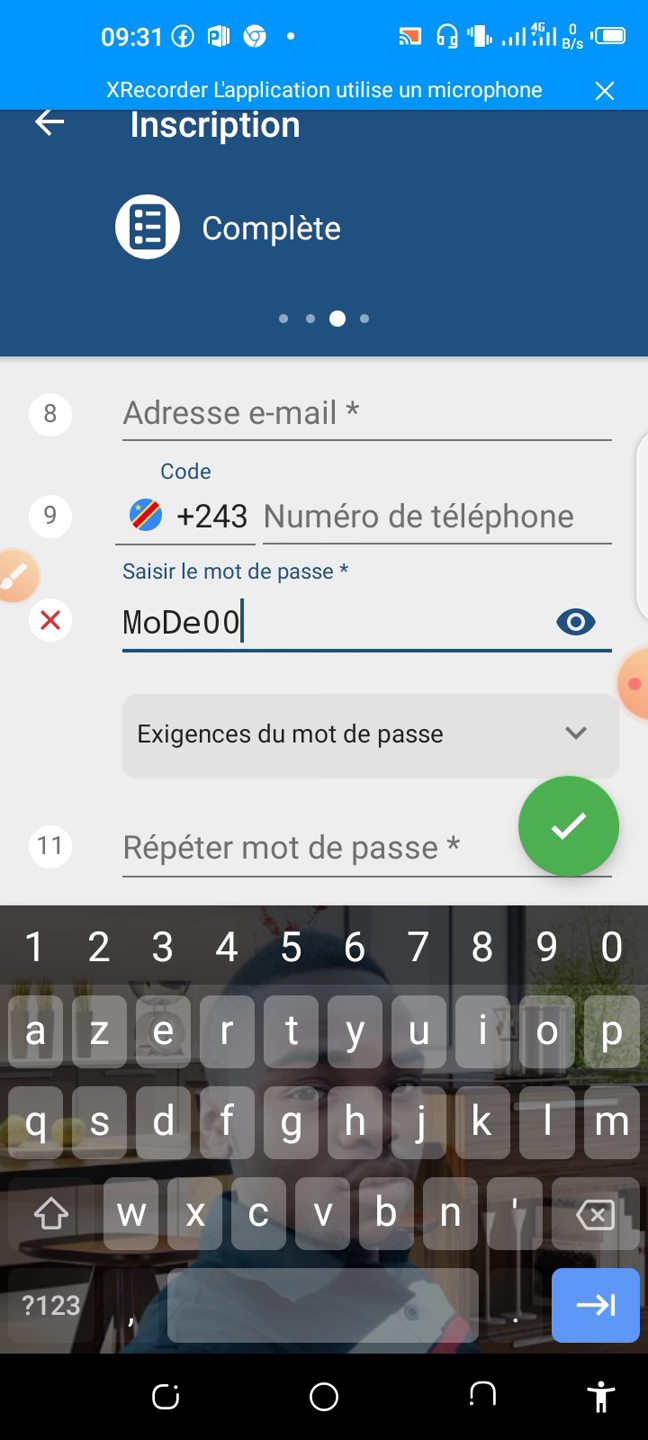 09:31
4G
0
B/s
XRecorder L'application utilise un microphone
Inscription
Complète
8
Adresse e-mail *
Code
9
+243 Numéro de téléphone
Saisir le mot de passe *
MoDe00
Exigences du mot de passe
11
Répéter mot de passe *
1 2 3 4 5 6 7 8 9 0
a z e r t y u i o p
q s d f g h j k l m
w x c v b n '
?123 , .